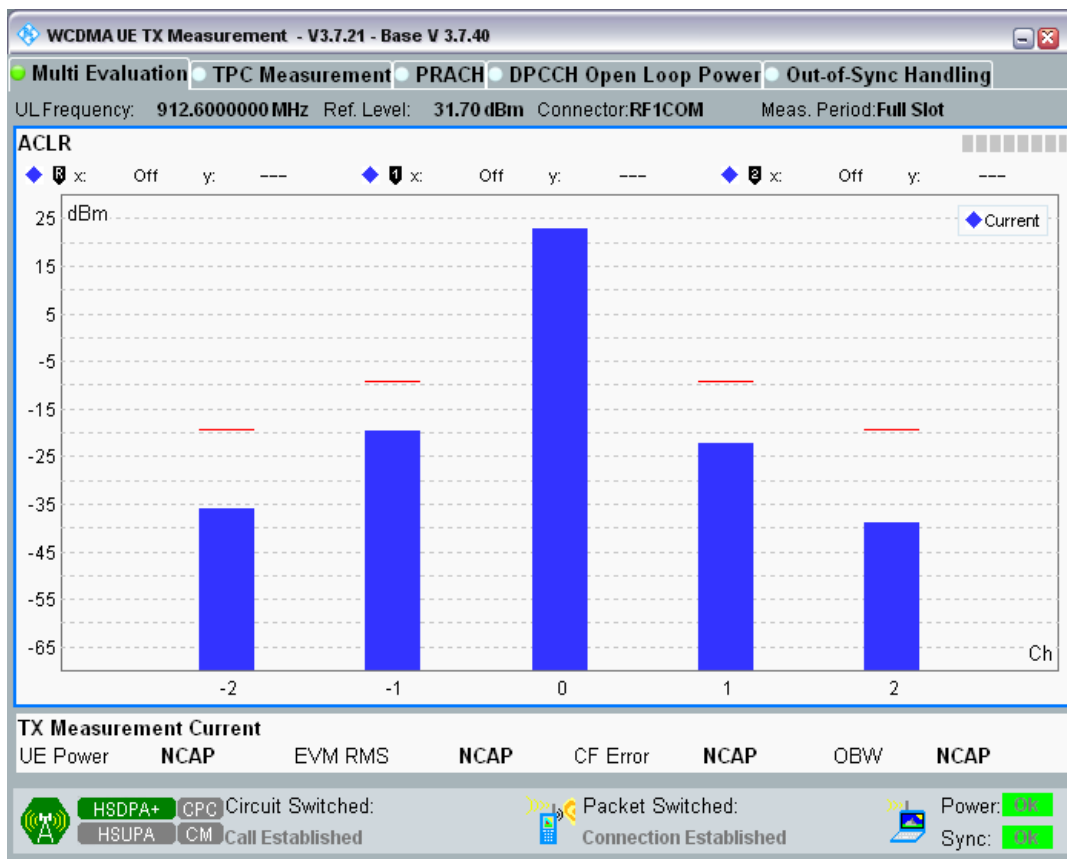 WCDMA UE TX Measurement - V3.7.21 - Base V 3.7.40
Multi Evaluation TPC Measurement PRACH DPCCH Open Loop Power Out-of-Sync Handling
UL Frequency: 912.6000000 MHz Ref. Level: 31.70 dBm Connector:RF1COM Meas. Period:Full Slot
ACLR
R x: Off y: --- 1 x: Off y: --- 2 x: Off y: ---
25 dBm
Current
15
5
-5
-15
-25
-35
-45
-55
-65
Ch
-2 -1 0 1 2
TX Measurement Current
UE Power NCAP EVM RMS NCAP CF Error NCAP OBW NCAP
HSDPA+ CPC Circuit Switched: Packet Switched: Power: OK
HSUPA CM Call Established Connection Established Sync: OK